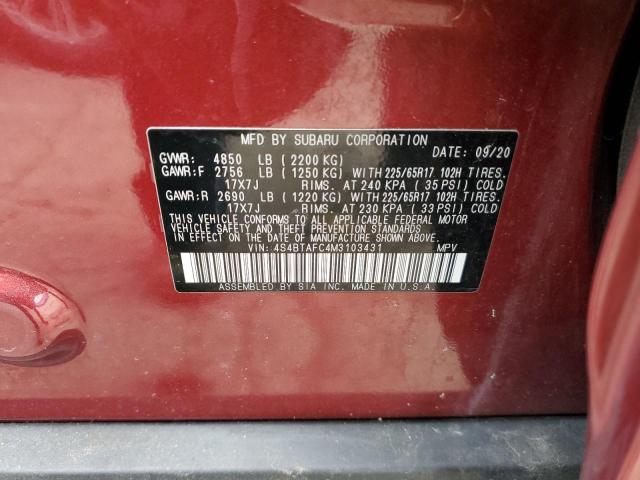 MFD BY SUBARU CORPORATION
DATE: 09/20
GVWR: 4850 LB (2200 KG)
GAWR:F 2756 LB (1250 KG) WITH 225/65R17 102H TIRES.
17X7J RIMS. AT 240 KPA (35 PSI) COLD
GAWR:R 2690 LB (1220 KG) WITH 225/65R17 102H TIRES.
17X7J RIMS. AT 230 KPA (33 PSI) COLD
THIS VEHICLE CONFORMS TO ALL APPLICABLE FEDERAL MOTOR
VEHICLE SAFETY AND THEFT PREVENTION STANDARDS IN EFFECT
ON THE DATE OF MANUFACTURE SHOWN ABOVE.
VIN: 4S4BTAFC4M3103431 MPV
ASSEMBLED BY SIA INC. MADE IN U.S.A.